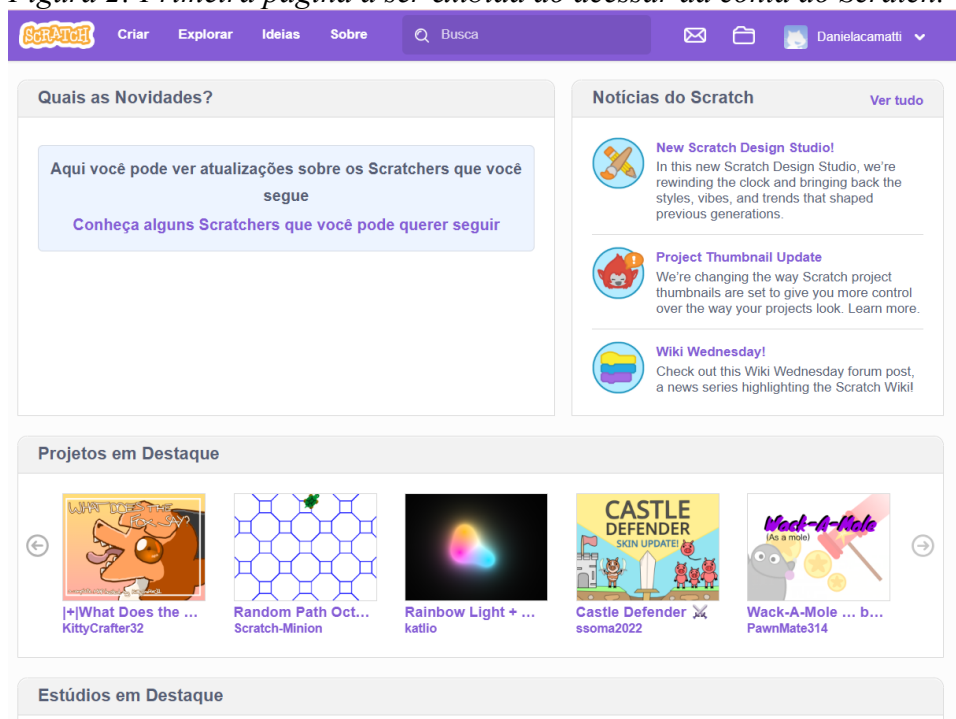 Figura 2: Primeira página a ser exibida ao acessar da conta do Scratch.
SCRATCH Criar Explorar Ideias Sobre Busca Danielacamatti
Quais as Novidades?
Aqui você pode ver atualizações sobre os Scratchers que você
segue
Conheça alguns Scratchers que você pode querer seguir
Notícias do Scratch Ver tudo
New Scratch Design Studio!
In this new Scratch Design Studio, we're
rewinding the clock and bringing back the
styles, vibes, and trends that shaped
previous generations.
Project Thumbnail Update
We're changing the way Scratch project
thumbnails are set to give you more control
over the way your projects look. Learn more.
Wiki Wednesday!
Check out this Wiki Wednesday forum post,
a news series highlighting the Scratch Wiki!
Projetos em Destaque
WHAT DOES THE
FOX SAY?
CASTLE
DEFENDER
SKIN UPDATE!
Wack-A-Mole
(As a mole)
|+|What Does the ... Random Path Oct... Rainbow Light + ... Castle Defender ⚔ Wack-A-Mole ... b...
KittyCrafter32 Scratch-Minion katlio ssoma2022 PawnMate314
Estúdios em Destaque